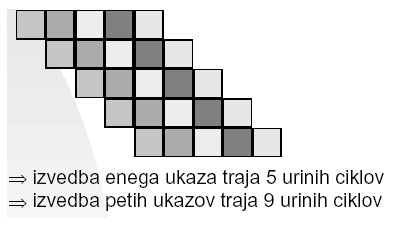 ⇒ izvedba enega ukaza traja 5 urinih ciklov
⇒ izvedba petih ukazov traja 9 urinih ciklov